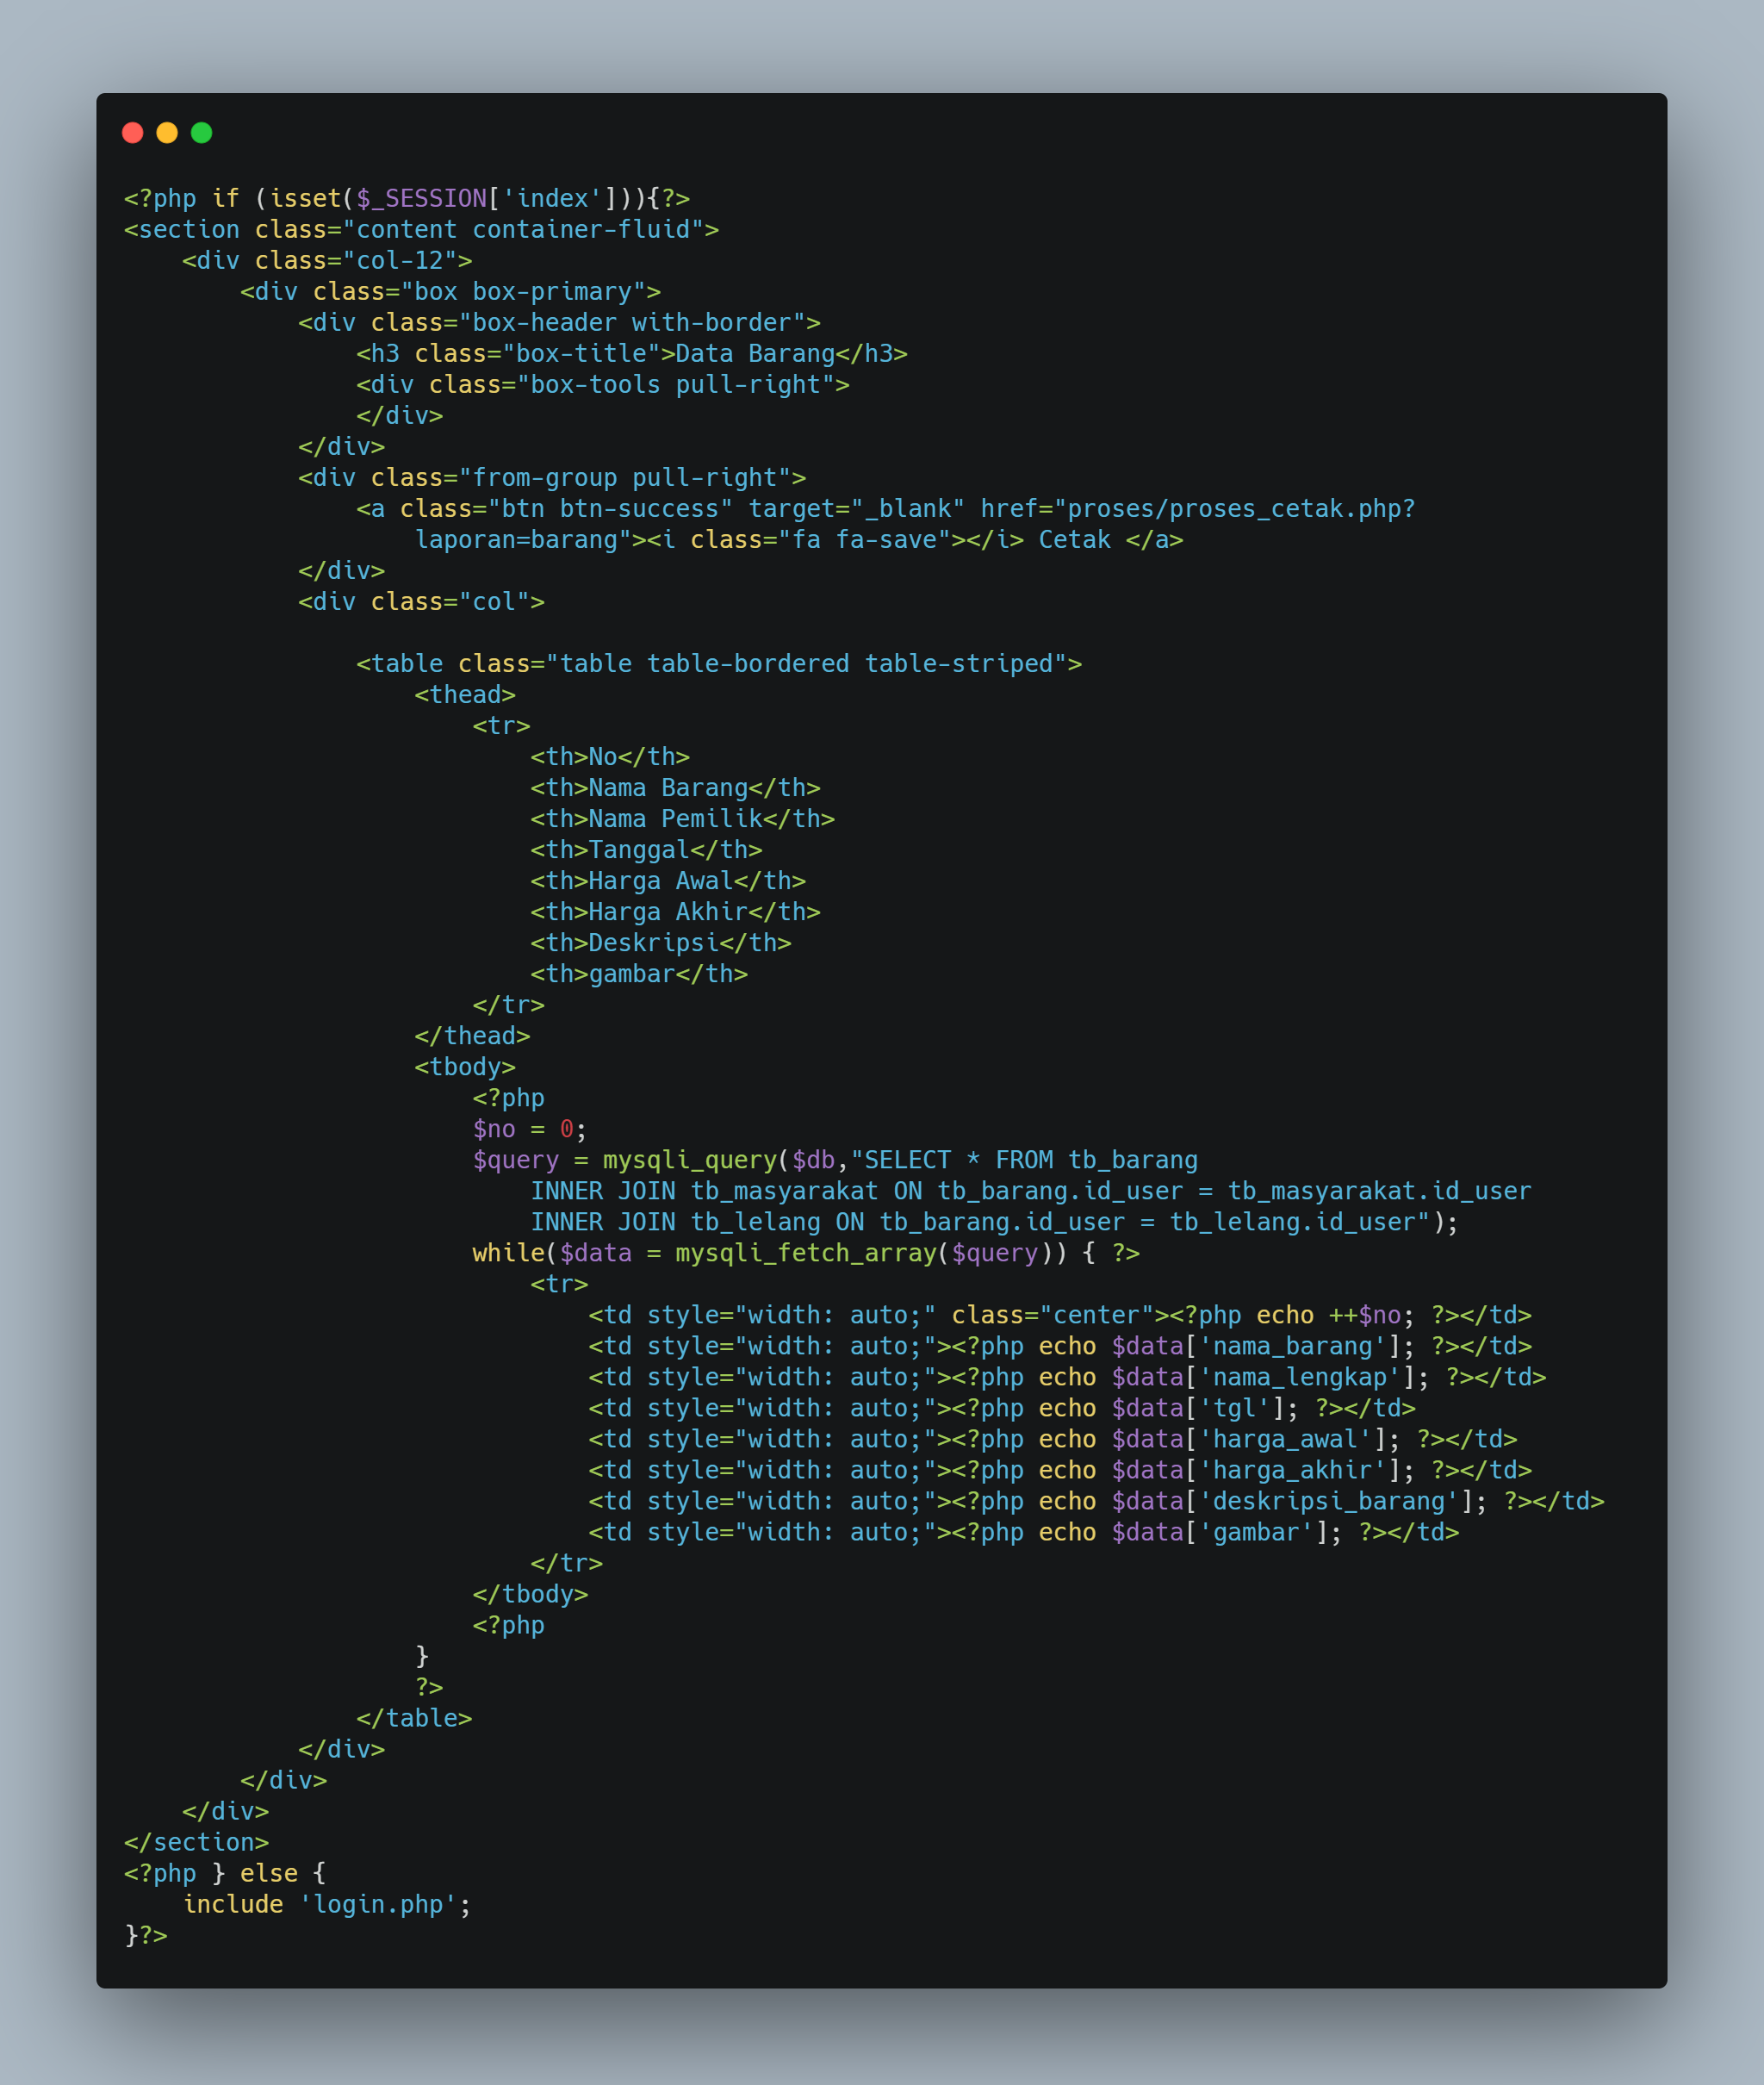 <?php if (isset($_SESSION['index'])){?>
<section class="content container-fluid">
    <div class="col-12">
        <div class="box box-primary">
            <div class="box-header with-border">
                <h3 class="box-title">Data Barang</h3>
                <div class="box-tools pull-right">
                </div>
            </div>
            <div class="from-group pull-right">
                <a class="btn btn-success" target="_blank" href="proses/proses_cetak.php?
                    laporan=barang"><i class="fa fa-save"></i> Cetak </a>
            </div>
            <div class="col">

                <table class="table table-bordered table-striped">
                    <thead>
                        <tr>
                            <th>No</th>
                            <th>Nama Barang</th>
                            <th>Nama Pemilik</th>
                            <th>Tanggal</th>
                            <th>Harga Awal</th>
                            <th>Harga Akhir</th>
                            <th>Deskripsi</th>
                            <th>gambar</th>
                        </tr>
                    </thead>
                    <tbody>
                        <?php
                        $no = 0;
                        $query = mysqli_query($db,"SELECT * FROM tb_barang
                            INNER JOIN tb_masyarakat ON tb_barang.id_user = tb_masyarakat.id_user
                            INNER JOIN tb_lelang ON tb_barang.id_user = tb_lelang.id_user");
                        while($data = mysqli_fetch_array($query)) { ?>
                            <tr>
                                <td style="width: auto;" class="center"><?php echo ++$no; ?></td>
                                <td style="width: auto;"><?php echo $data['nama_barang']; ?></td>
                                <td style="width: auto;"><?php echo $data['nama_lengkap']; ?></td>
                                <td style="width: auto;"><?php echo $data['tgl']; ?></td>
                                <td style="width: auto;"><?php echo $data['harga_awal']; ?></td>
                                <td style="width: auto;"><?php echo $data['harga_akhir']; ?></td>
                                <td style="width: auto;"><?php echo $data['deskripsi_barang']; ?></td>
                                <td style="width: auto;"><?php echo $data['gambar']; ?></td>
                            </tr>
                        </tbody>
                        <?php
                    }
                    ?>
                </table>
            </div>
        </div>
    </div>
</section>
<?php } else {
    include 'login.php';
}?>